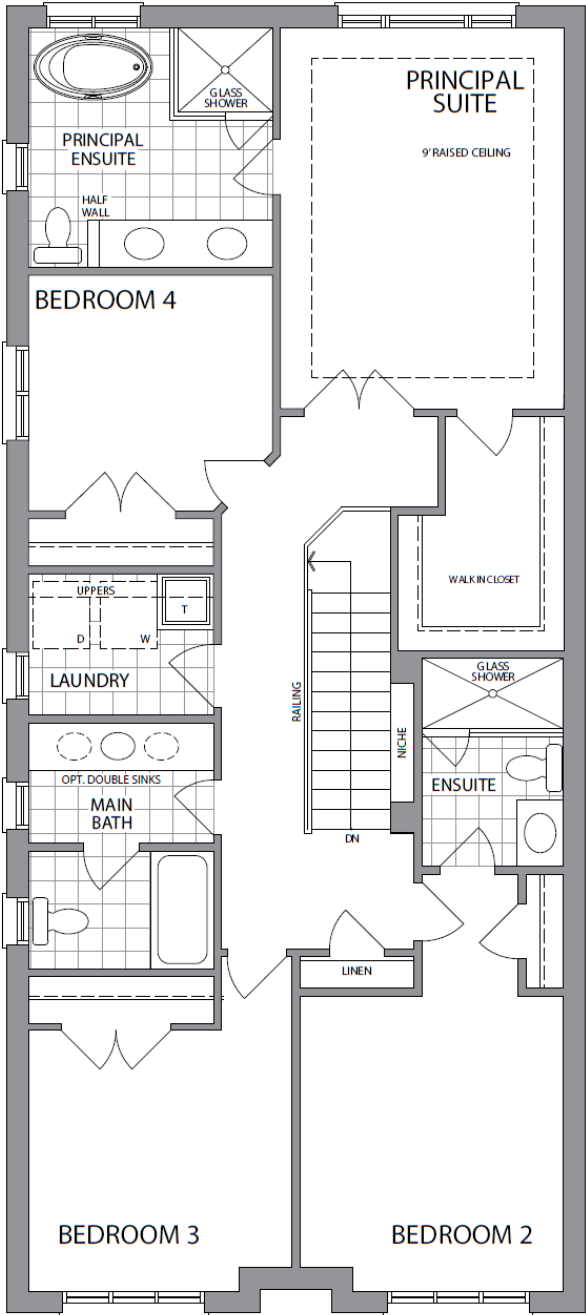 GLASS
SHOWER
PRINCIPAL
SUITE
9' RAISED CEILING
PRINCIPAL
ENSUITE
HALF
WALL
BEDROOM 4
UPPERS
T
D
W
LAUNDRY
WALK IN CLOSET
GLASS
SHOWER
RAILING
NICHE
ENSUITE
OPT. DOUBLE SINKS
MAIN
BATH
DN
LINEN
BEDROOM 3
BEDROOM 2